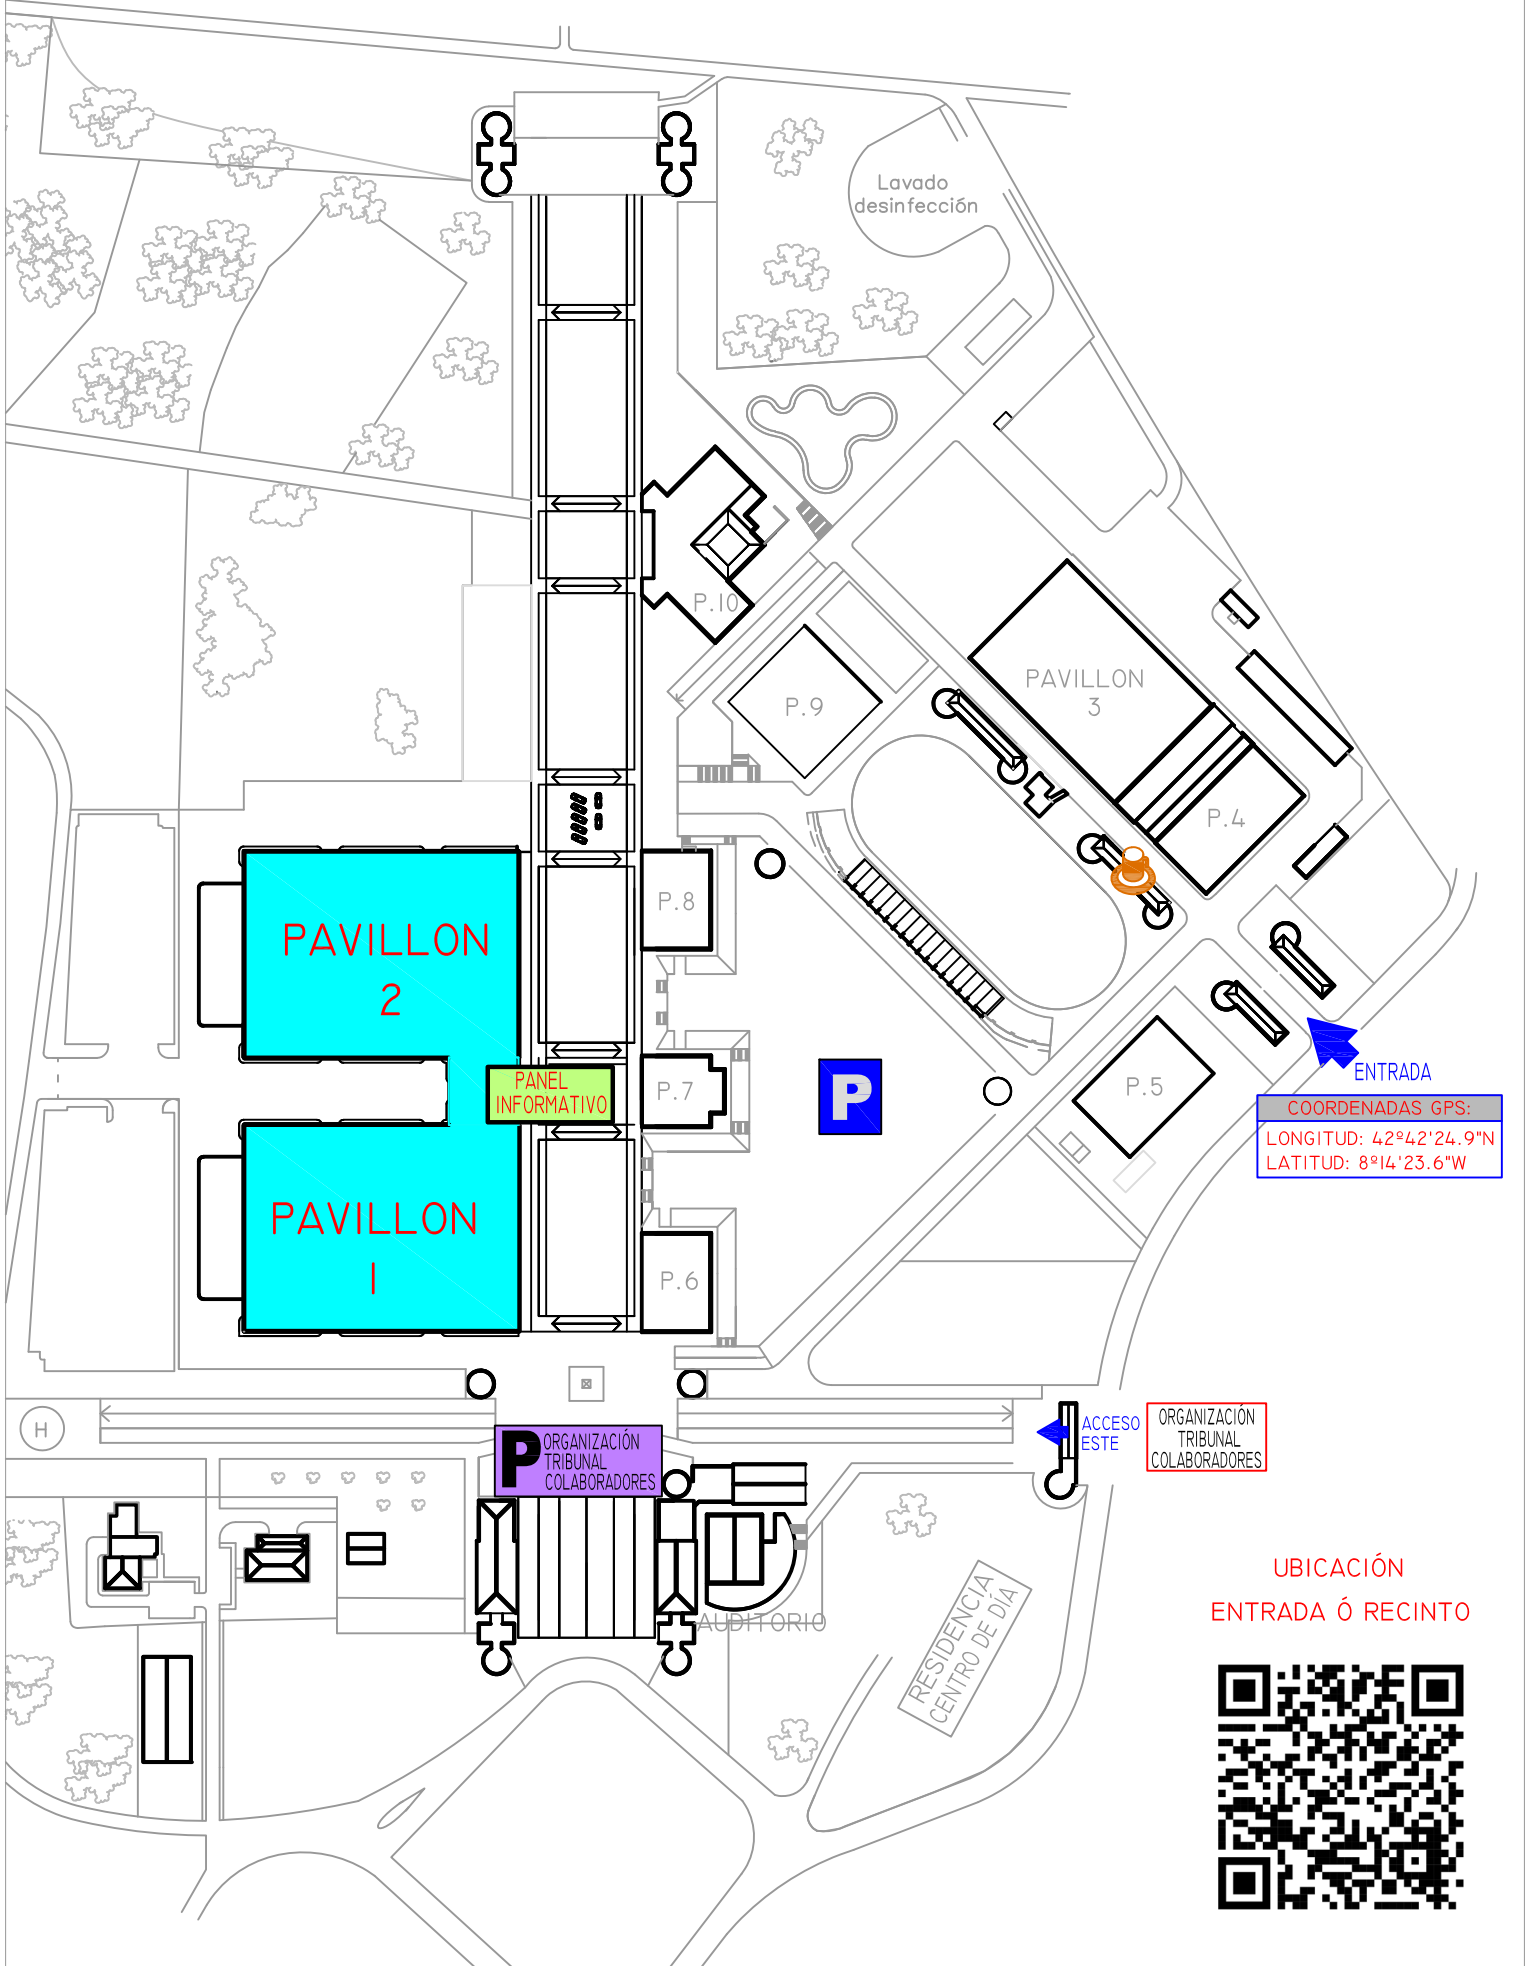 Lavado
desinfección
P.10
PAVILLON
3
P.9
P.4
PAVILLON
2
P.8
PANEL
INFORMATIVO
P.7
P
P.5
ENTRADA
COORDENADAS GPS:
LONGITUD: 42º42'24.9"N
LATITUD: 8º14'23.6"W
PAVILLON
1
P.6
H
P
ORGANIZACIÓN
TRIBUNAL
COLABORADORES
ACCESO
ESTE
ORGANIZACIÓN
TRIBUNAL
COLABORADORES
AUDITORIO
RESIDENCIA
CENTRO DE DÍA
UBICACIÓN
ENTRADA Ó RECINTO